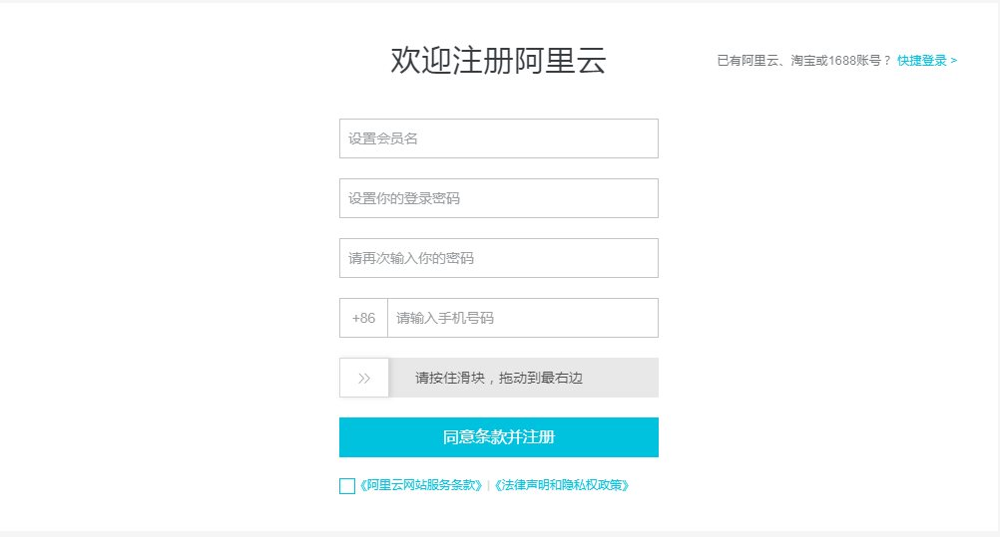 欢迎注册阿里云
已有阿里云、淘宝或1688账号？ 快捷登录 >
设置会员名
设置你的登录密码
请再次输入你的密码
+86 请输入手机号码
>> 请按住滑块，拖动到最右边
同意条款并注册
《阿里云网站服务条款》|《法律声明和隐私权政策》